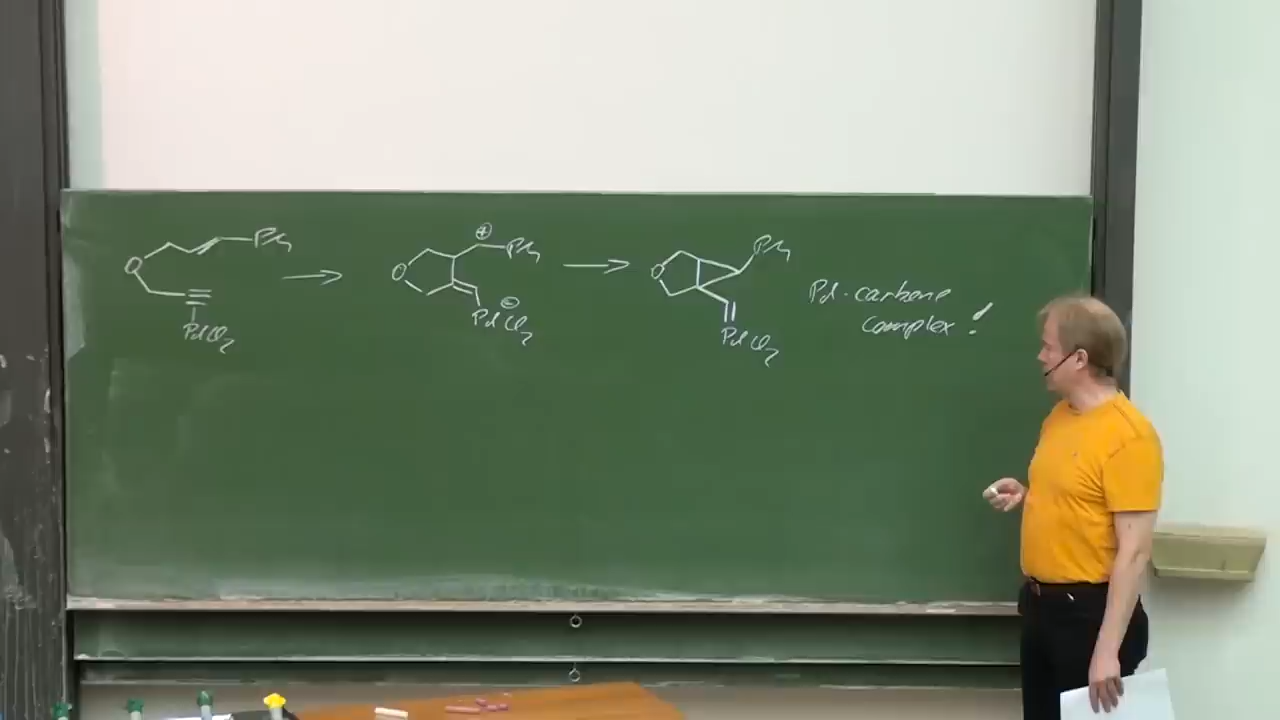 O Ph → O ⊕ Ph → O Ph
PdCl₂ PdCl₂ ⊖ PdCl₂
Pd-carbene
complex!